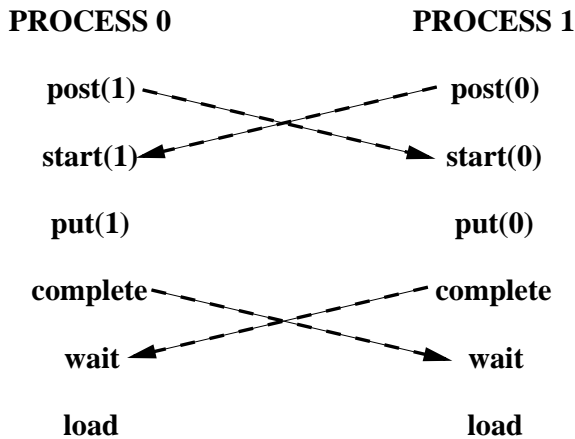 PROCESS 0 PROCESS 1
post(1) post(0)
start(1) start(0)
put(1) put(0)
complete complete
wait wait
load load